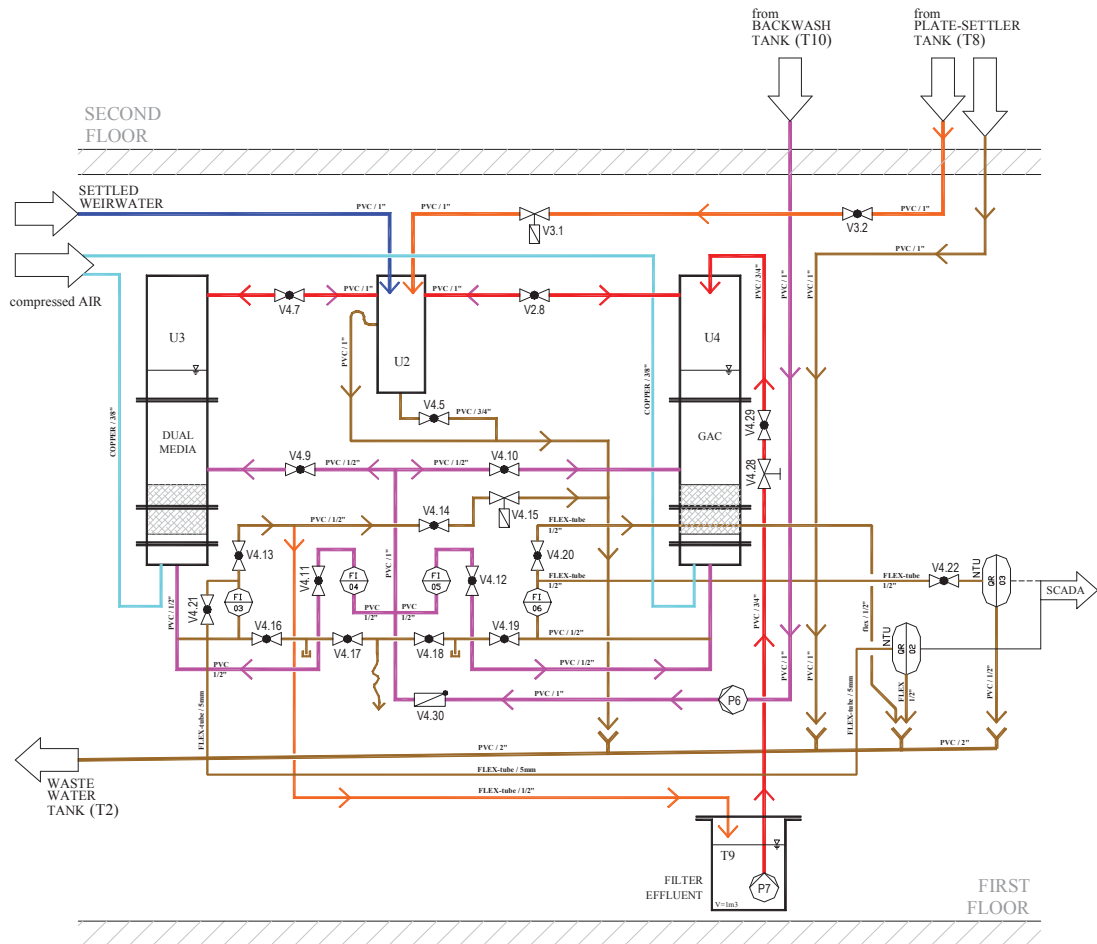 from
BACKWASH
TANK (T10)
from
PLATE-SETTLER
TANK (T8)
SECOND
FLOOR
SETTLED
WEIRWATER
PVC / 1"
PVC / 1"
V3.1
V3.2
PVC / 1"
PVC / 1"
PVC / 1"
compressed AIR
PVC / 1"
V4.7
PVC / 1"
V2.8
PVC / 3/4"
U3
U2
U4
PVC / 1"
COPPER / 3/8"
COPPER / 3/8"
V4.5
PVC / 3/4"
V4.29
DUAL
MEDIA
GAC
V4.28
V4.9
PVC / 1/2"
PVC / 1/2"
V4.10
V4.14
PVC / 1/2"
V4.15
FLEX-tube
1/2"
V4.13
V4.11
FI
04
PVC / 1"
FI
05
V4.12
V4.20
FLEX-tube
1/2"
FLEX-tube
1/2"
V4.22
NTU
QR
03
SCADA
V4.21
FI
03
PVC / 1/2"
PVC
1/2"
PVC
1/2"
FI
06
PVC / 3/4"
flex / 1/2"
NTU
QR
02
V4.16
V4.17
V4.18
V4.19
PVC / 1/2"
PVC
1/2"
PVC / 1/2"
PVC / 1"
PVC / 1"
FLEX
1/2"
PVC / 1/2"
V4.30
PVC / 1"
P6
FLEX-tube / 5mm
FLEX-tube / 5mm
PVC / 2"
PVC / 2"
FLEX-tube / 5mm
WASTE
WATER
TANK (T2)
FLEX-tube / 1/2"
T9
FILTER
EFFLUENT
P7
V=1m3
FIRST
FLOOR